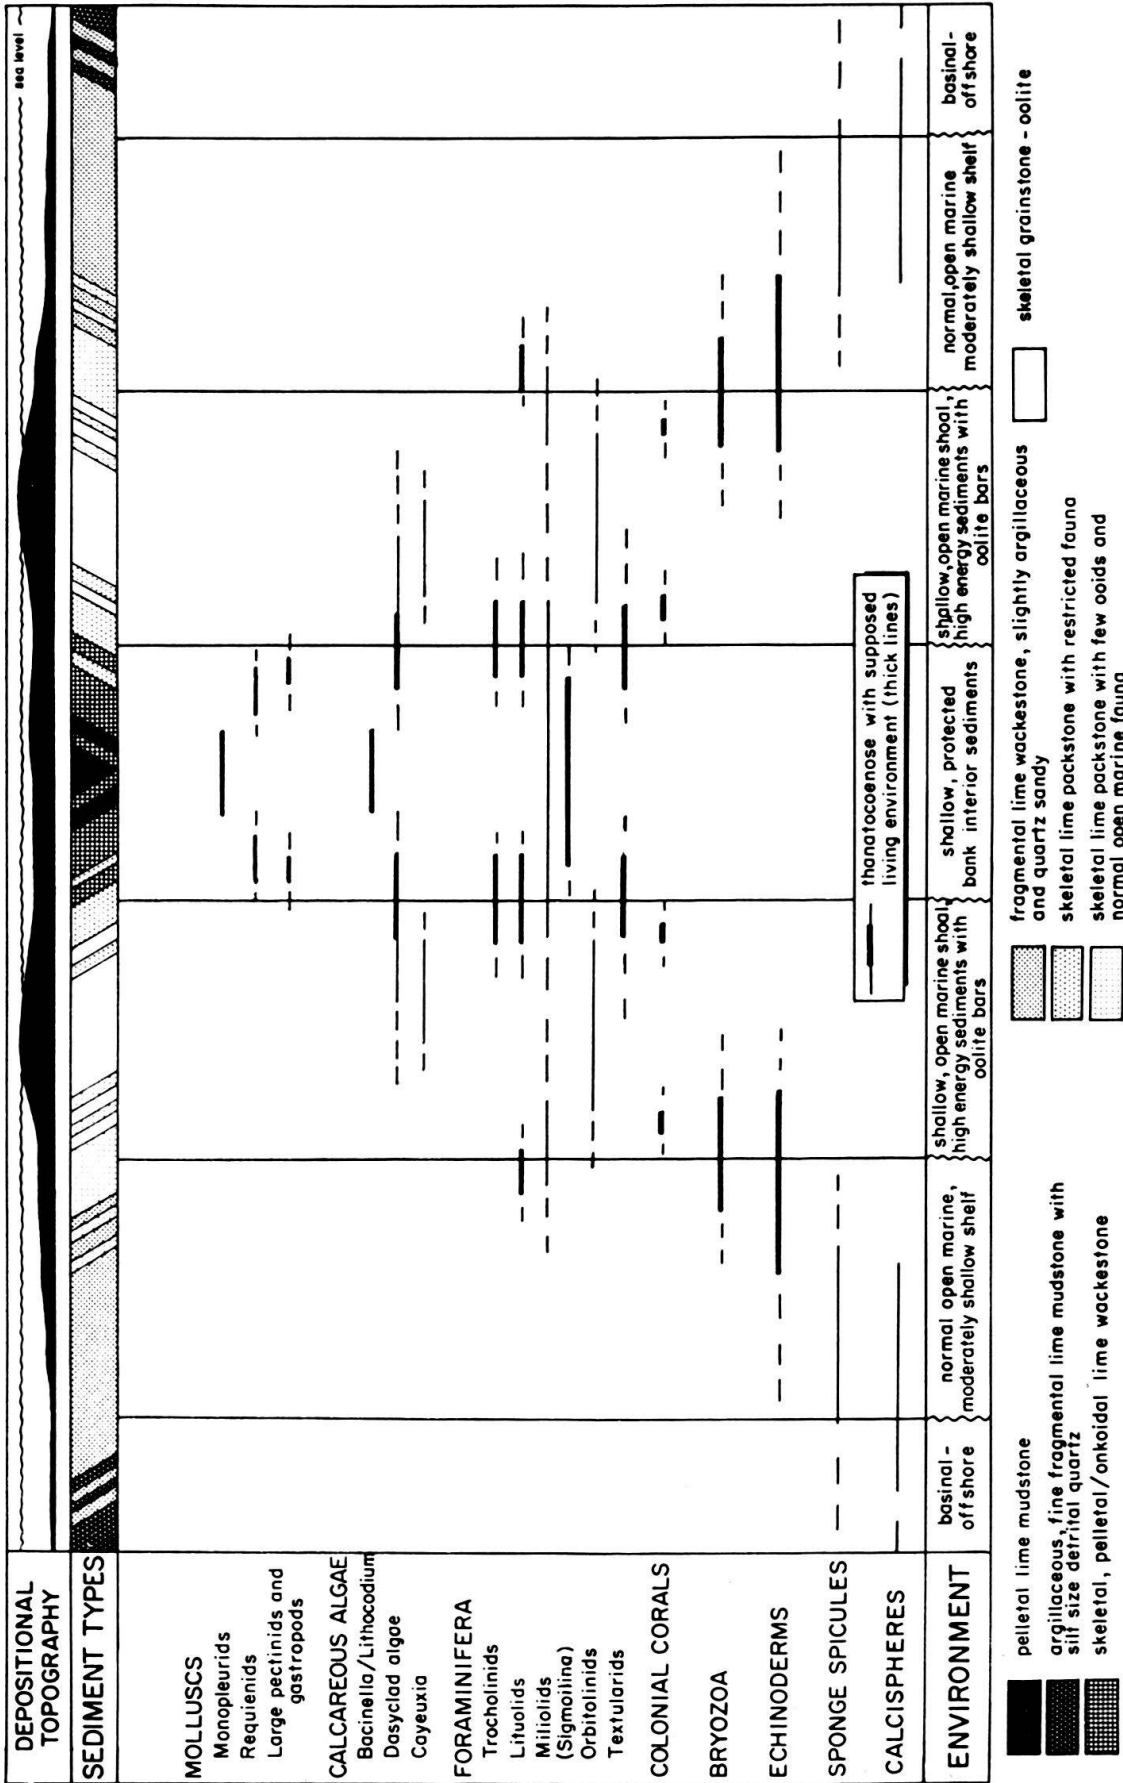 DEPOSITIONAL
TOPOGRAPHY
sea level
SEDIMENT TYPES
MOLLUSCS
Monopleurids
Requienids
Large pectinids and
gastropods
CALCAREOUS ALGAE
Bacinella/Lithocodium
Dasyclad algae
Cayeuxia
FORAMINIFERA
Trocholinids
Lituolids
Miliolids
(Sigmoilina)
Orbitolinids
Textularids
COLONIAL CORALS
BRYOZOA
ECHINODERMS
SPONGE SPICULES
CALCISPHERES
thanatocoenose with supposed
living environment (thick lines)
ENVIRONMENT
basinal-
offshore
normal open marine,
moderately shallow shelf
shallow, open marine shoal,
high energy sediments with
oolite bars
shallow, protected
bank interior sediments
shallow, open marine shoal,
high energy sediments with
oolite bars
normal, open marine
moderately shallow shelf
basinal-
offshore
pelletal lime mudstone
argillaceous, fine fragmental lime mudstone with
silt size detrital quartz
skeletal, pelletal/onkoidal lime wackestone
fragmental lime wackestone, slightly argillaceous
and quartz sandy
skeletal lime packstone with restricted fauna
skeletal lime packstone with few ooids and
normal open marine fauna
skeletal grainstone - oolite